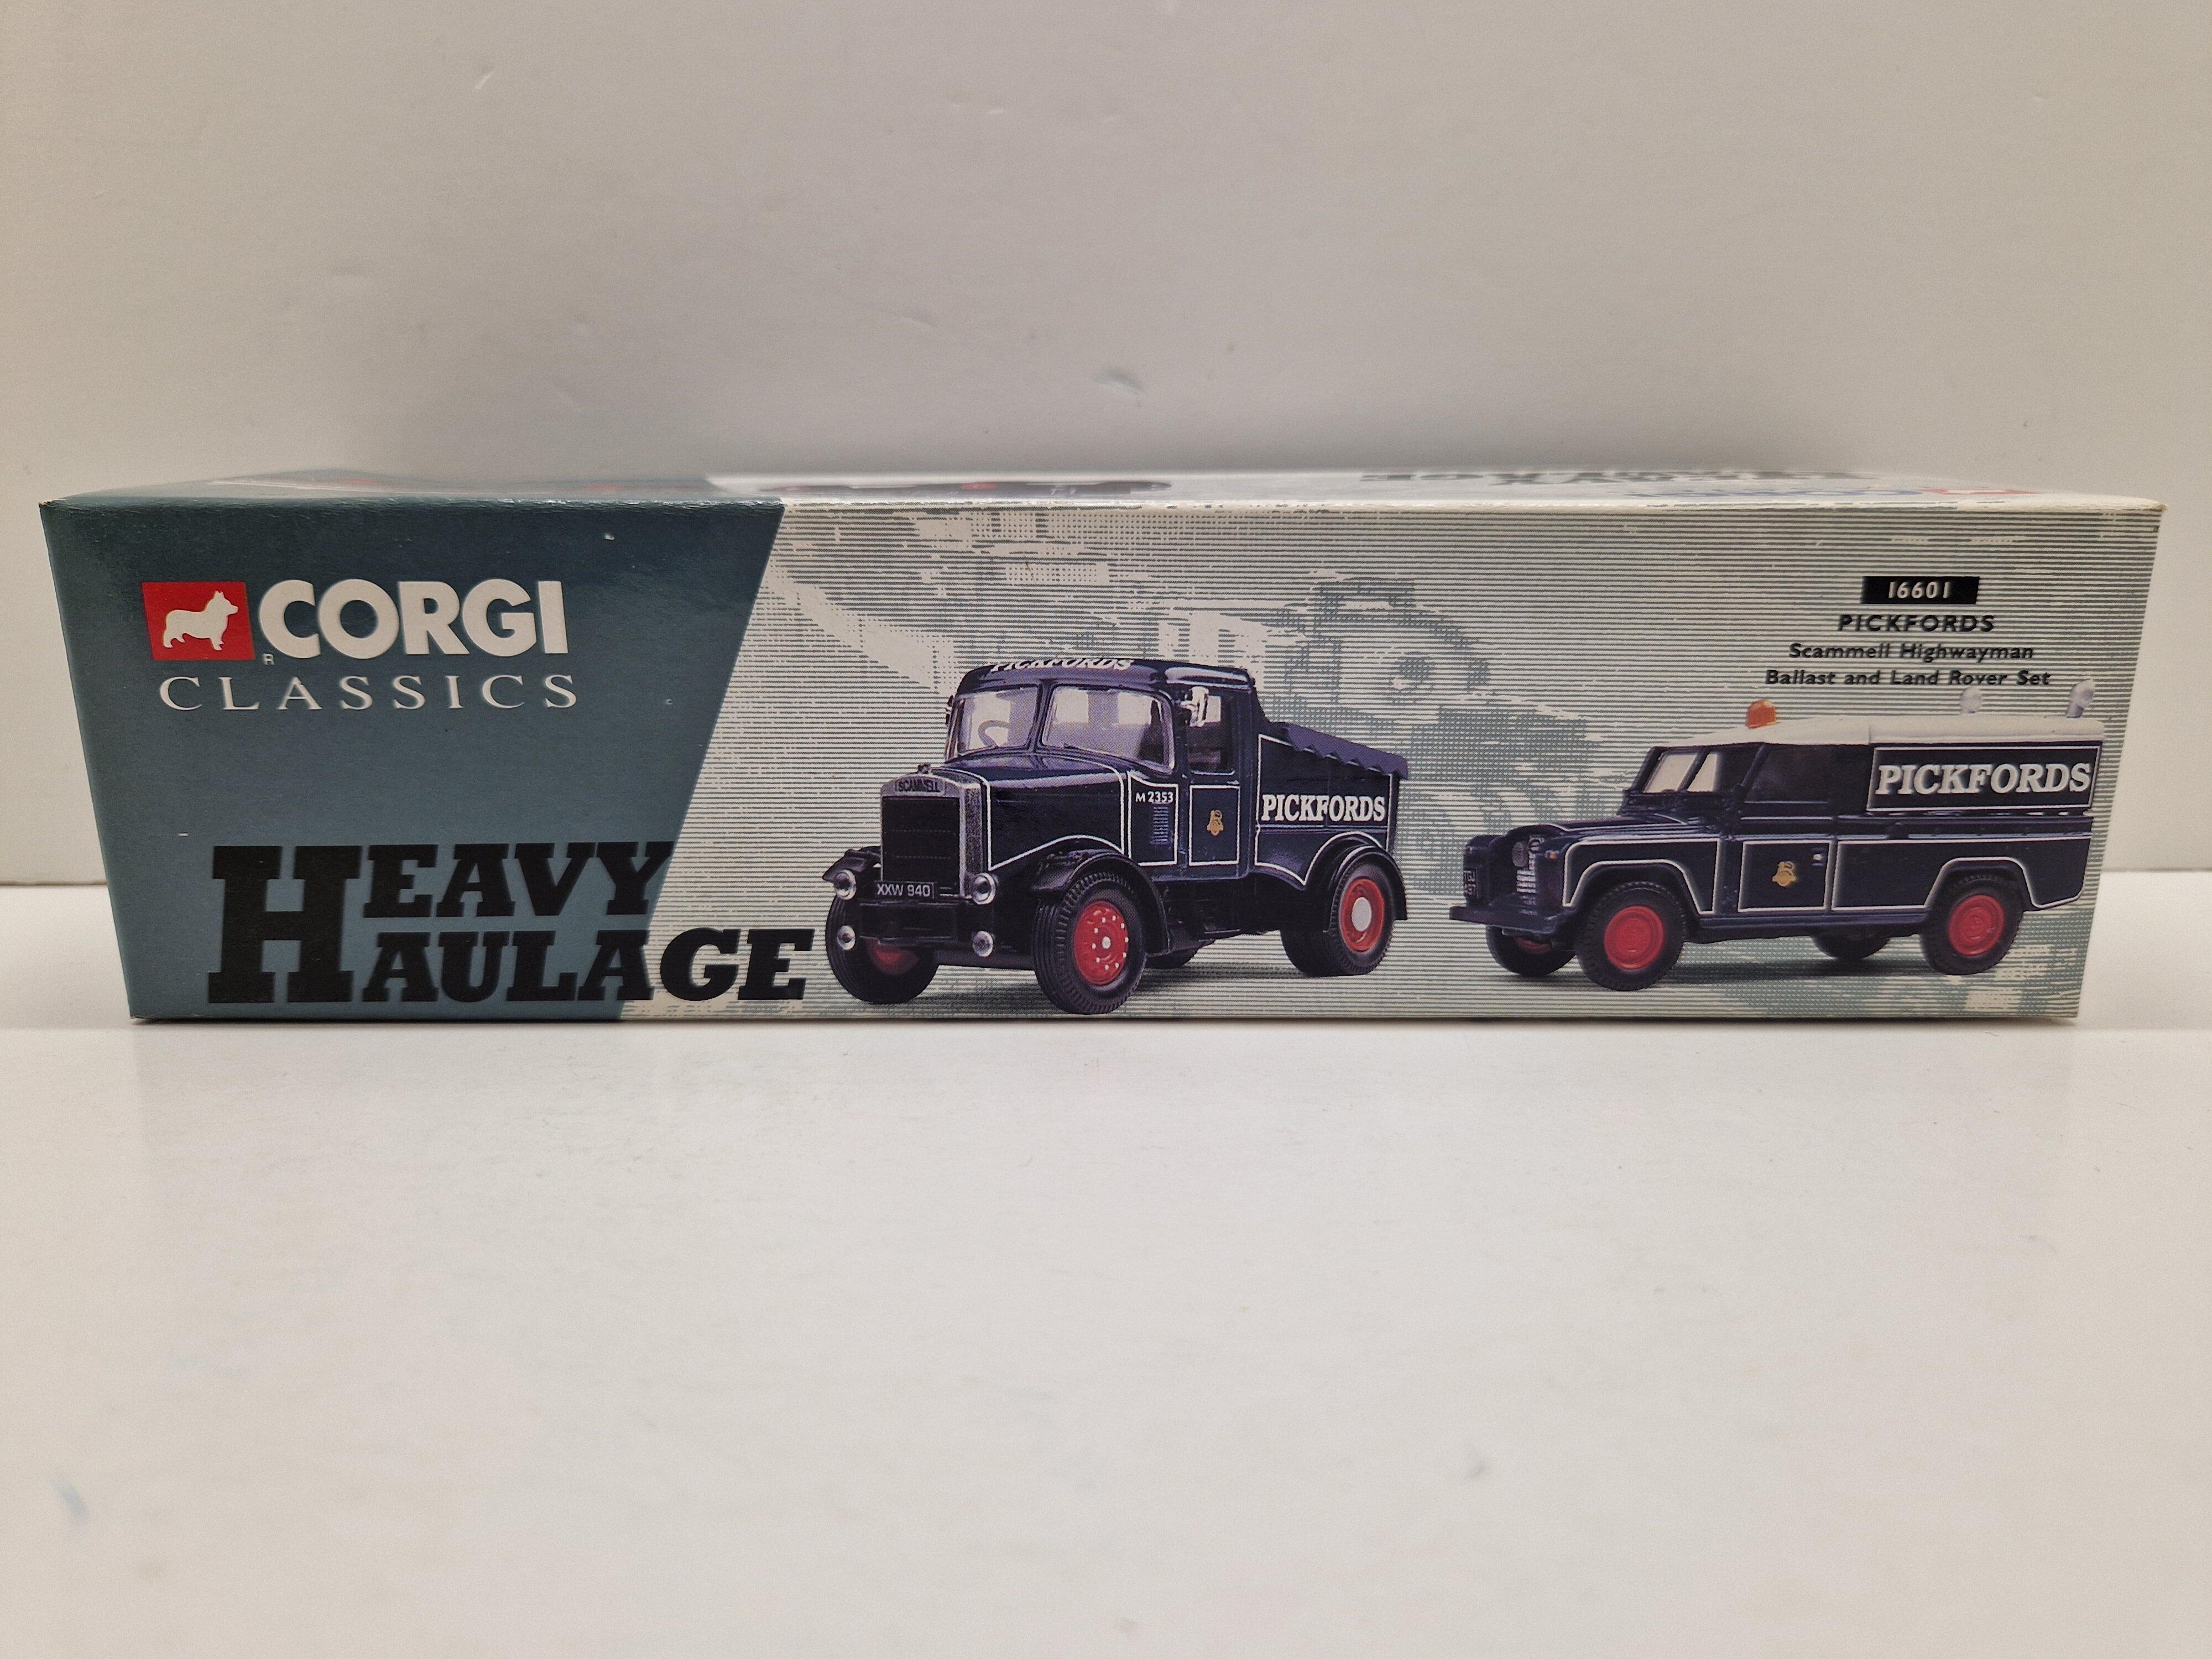 CORGI
R
CLASSICS
HEAVY
HAULAGE
16601
PICKFORDS
Scammell Highwayman
Ballast and Land Rover Set
PICKFORDS
SCAMMELL
M 2353
PICKFORDS
XXW 940
PICKFORDS